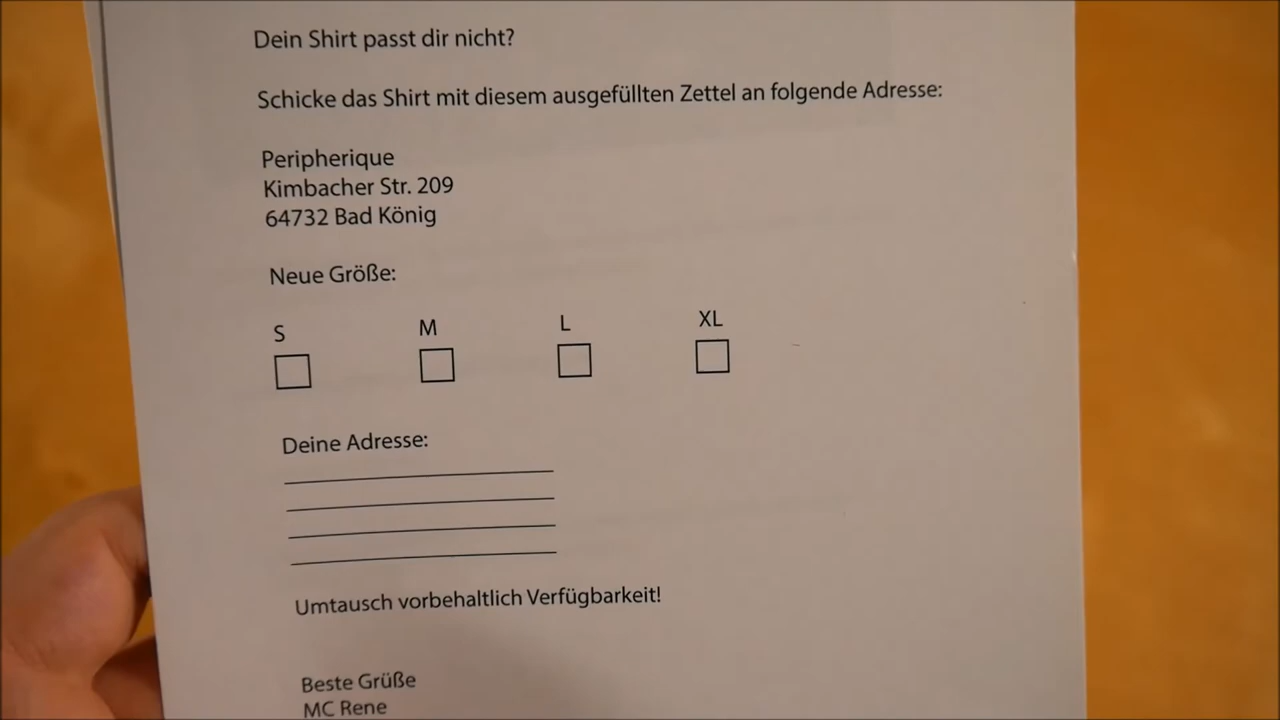 Dein Shirt passt dir nicht?
Schicke das Shirt mit diesem ausgefüllten Zettel an folgende Adresse:
Peripherique
Kimbacher Str. 209
64732 Bad König
Neue Größe:
S M L XL
Deine Adresse:
Umtausch vorbehaltlich Verfügbarkeit!
Beste Grüße
MC Rene